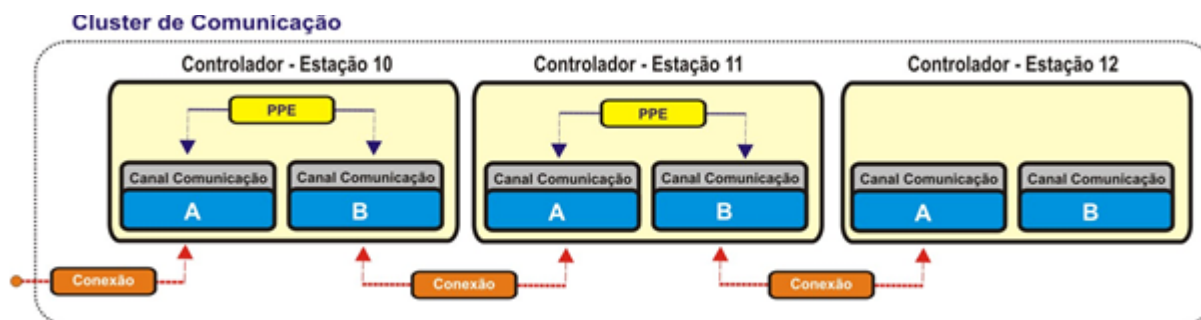 Cluster de Comunicação
Controlador - Estação 10
Controlador - Estação 11
Controlador - Estação 12
PPE
PPE
Canal Comunicação
Canal Comunicação
Canal Comunicação
Canal Comunicação
Canal Comunicação
Canal Comunicação
A
B
A
B
A
B
Conexão
Conexão
Conexão